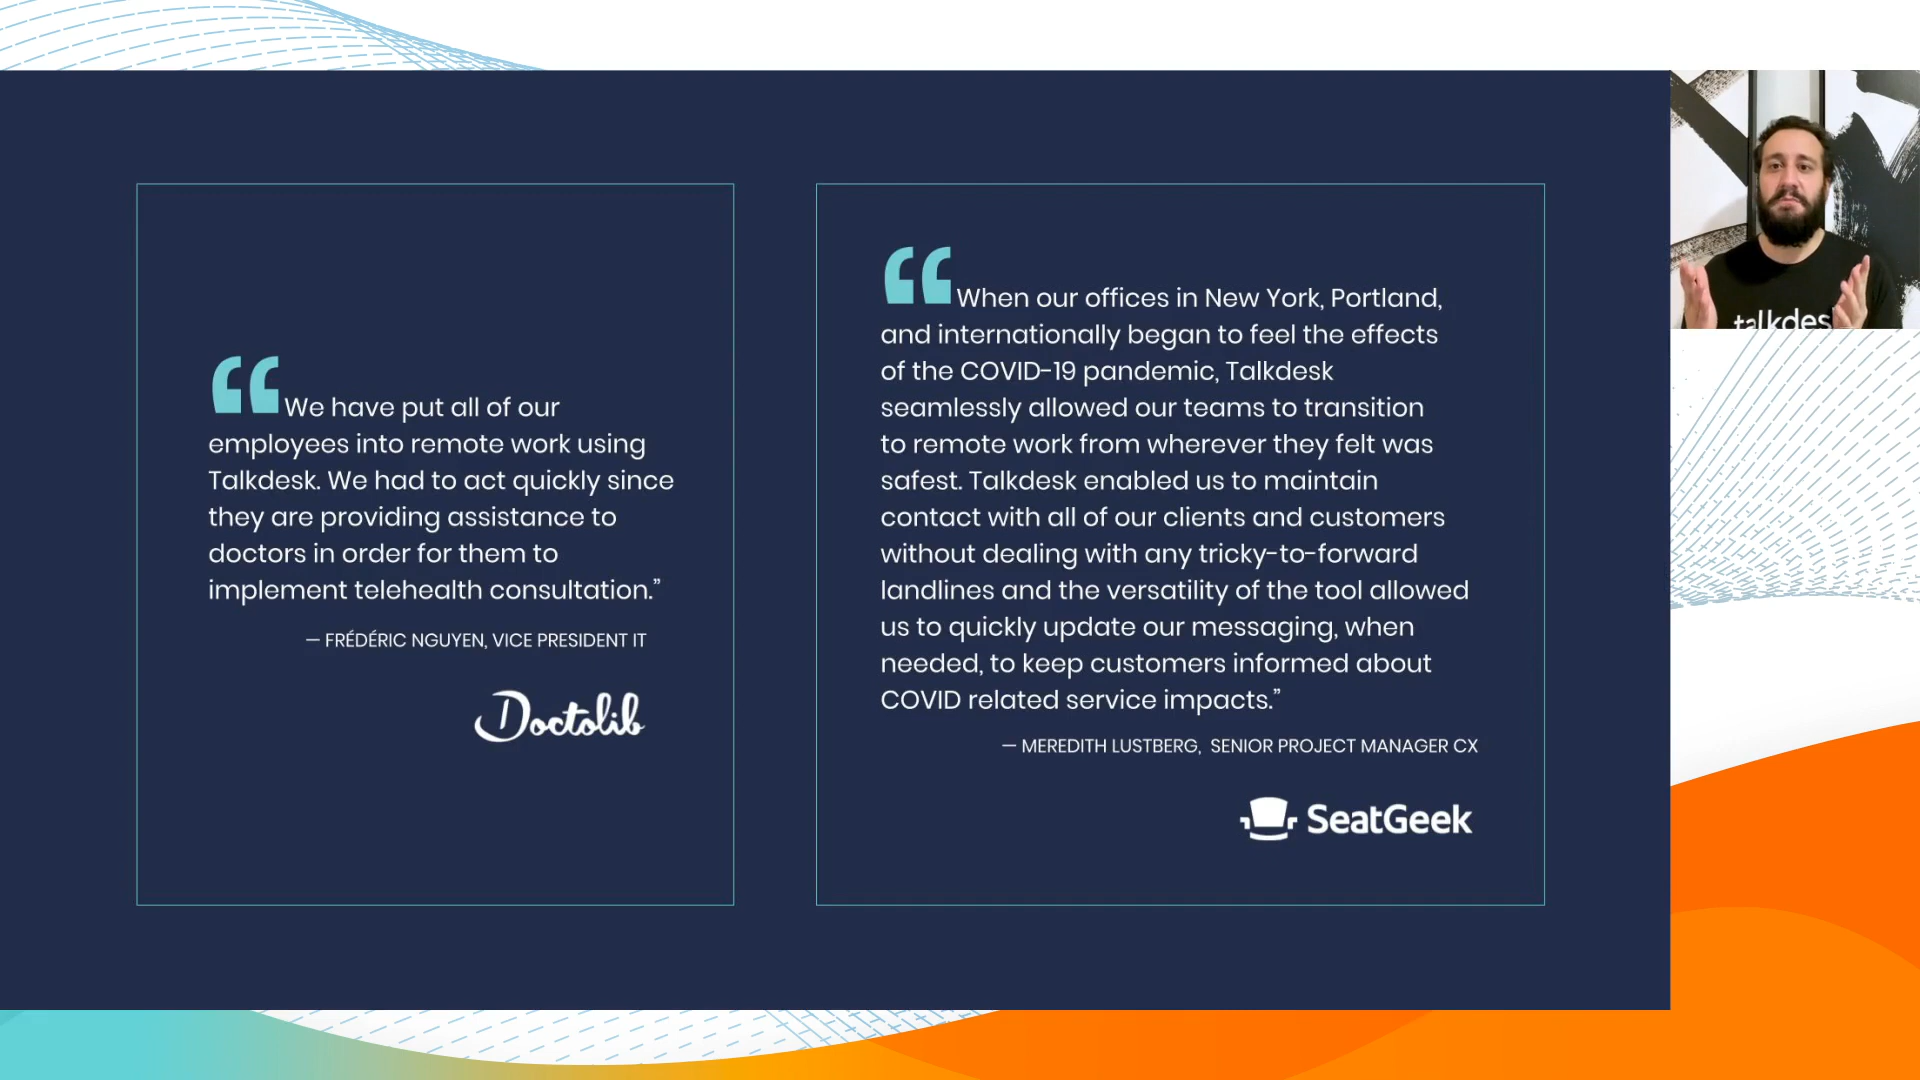 “We have put all of our
employees into remote work using
Talkdesk. We had to act quickly since
they are providing assistance to
doctors in order for them to
implement telehealth consultation.”
— FRÉDÉRIC NGUYEN, VICE PRESIDENT IT
Doctolib
“When our offices in New York, Portland,
and internationally began to feel the effects
of the COVID-19 pandemic, Talkdesk
seamlessly allowed our teams to transition
to remote work from wherever they felt was
safest. Talkdesk enabled us to maintain
contact with all of our clients and customers
without dealing with any tricky-to-forward
landlines and the versatility of the tool allowed
us to quickly update our messaging, when
needed, to keep customers informed about
COVID related service impacts.”
— MEREDITH LUSTBERG, SENIOR PROJECT MANAGER CX
SeatGeek
talkdes